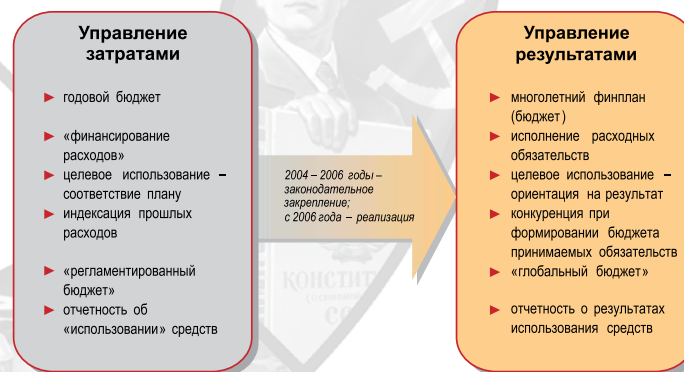 Управление
затратами
► годовой бюджет
► «финансирование
расходов»
► целевое использование –
соответствие плану
► индексация прошлых
расходов
► «регламентированный
бюджет»
► отчетность об
«использовании» средств
2004 – 2006 годы –
законодательное
закрепление;
с 2006 года – реализация
Управление
результатами
► многолетний финплан
(бюджет)
► исполнение расходных
обязательств
► целевое использование –
ориентация на результат
► конкуренция при
формировании бюджета
принимаемых обязательств
► «глобальный бюджет»
► отчетность о результатах
использования средств